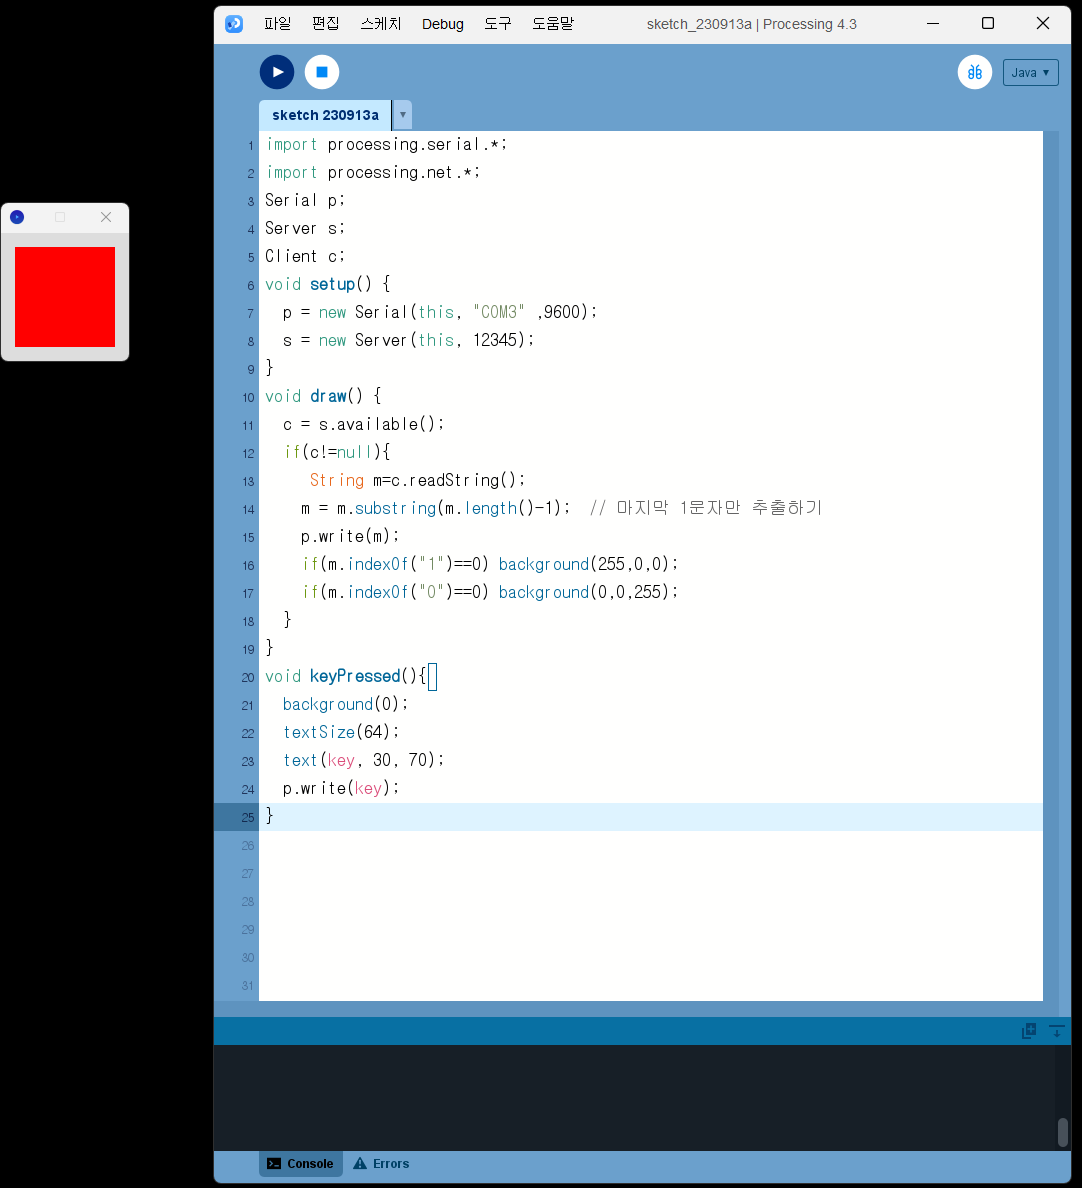 파일 편집 스케치 Debug 도구 도움말 sketch_230913a | Processing 4.3
Java ▼
sketch 230913a ▼
1 import processing.serial.*;
2 import processing.net.*;
3 Serial p;
4 Server s;
5 Client c;
6 void setup() {
7   p = new Serial(this, "COM3" ,9600);
8   s = new Server(this, 12345);
9 }
10 void draw() {
11   c = s.available();
12   if(c!=null){
13      String m=c.readString();
14     m = m.substring(m.length()-1);  // 마지막 1문자만 추출하기
15     p.write(m);
16     if(m.indexOf("1")==0) background(255,0,0);
17     if(m.indexOf("0")==0) background(0,0,255);
18   }
19 }
20 void keyPressed(){
21   background(0);
22   textSize(64);
23   text(key, 30, 70);
24   p.write(key);
25 }
26
27
28
29
30
31
Console Errors